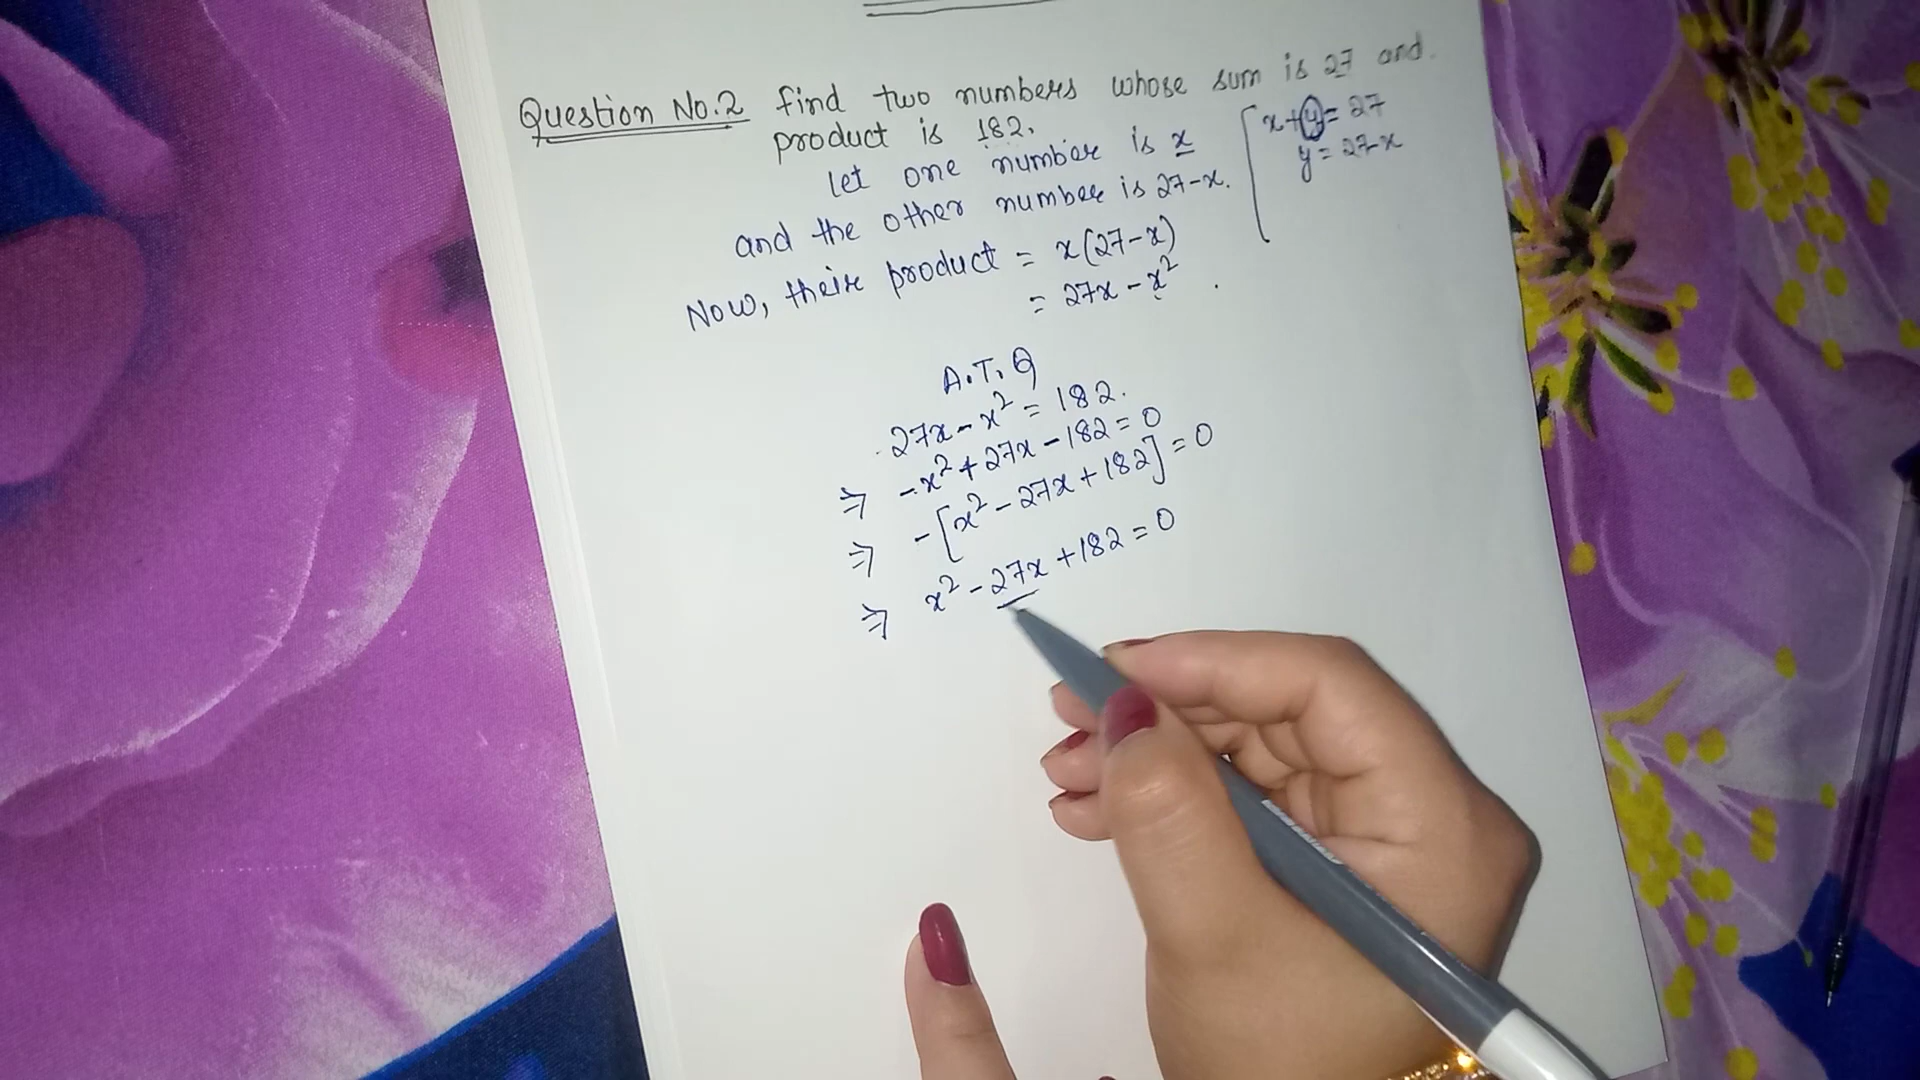 Question No.2 find two numbers whose sum is 27 and.
product is 182.
let one number is x
and the other number is 27-x.
[ x+y = 27
y = 27-x
Now, their product = x(27-x)
= 27x - x²
A.T.Q
27x - x² = 182.
⇒ -x² + 27x - 182 = 0
⇒ -[x² - 27x + 182] = 0
⇒ x² - 27x + 182 = 0